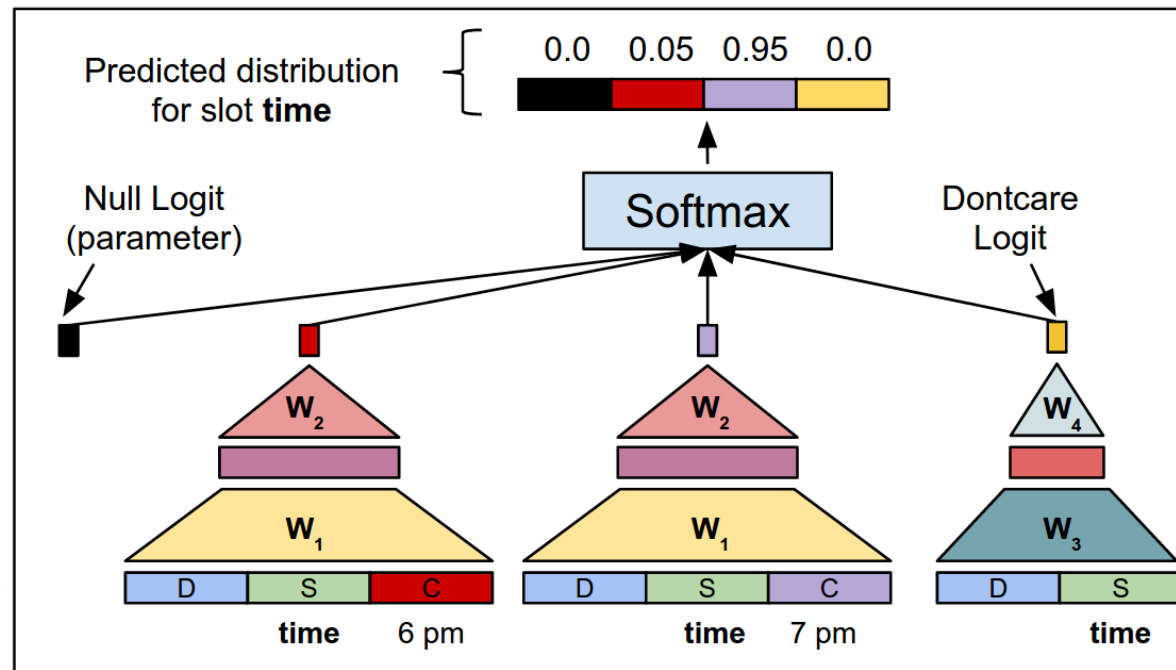 0.0 0.05 0.95 0.0
Predicted distribution
for slot time
Null Logit
(parameter)
Softmax
Dontcare
Logit
W2 W2 W4
W1 W1 W3
D S C D S C D S
time 6 pm time 7 pm time